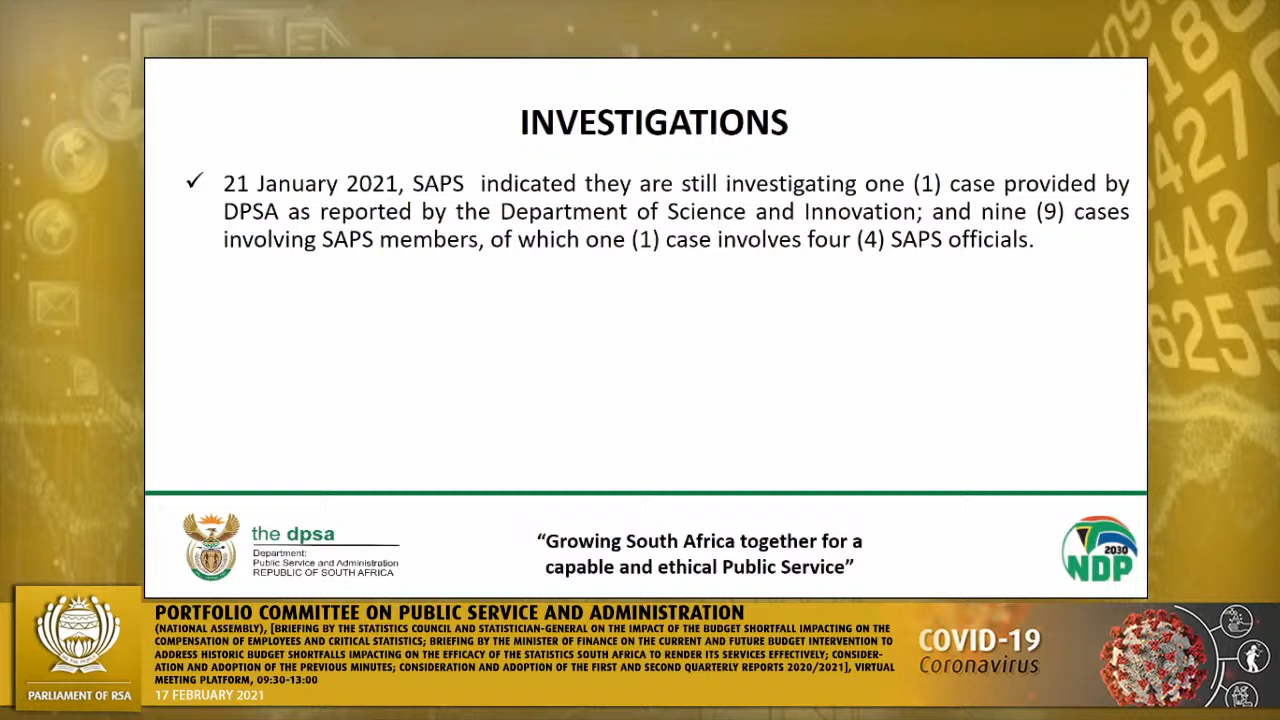 INVESTIGATIONS
✓ 21 January 2021, SAPS indicated they are still investigating one (1) case provided by
DPSA as reported by the Department of Science and Innovation; and nine (9) cases
involving SAPS members, of which one (1) case involves four (4) SAPS officials.
the dpsa
Department:
Public Service and Administration
REPUBLIC OF SOUTH AFRICA
“Growing South Africa together for a
capable and ethical Public Service”
2030
NDP
PORTFOLIO COMMITTEE ON PUBLIC SERVICE AND ADMINISTRATION
(NATIONAL ASSEMBLY), [BRIEFING BY THE STATISTICS COUNCIL AND STATISTICIAN-GENERAL ON THE IMPACT OF THE BUDGET SHORTFALL IMPACTING ON THE
COMPENSATION OF EMPLOYEES AND CRITICAL STATISTICS; BRIEFING BY THE MINISTER OF FINANCE ON THE CURRENT AND FUTURE BUDGET INTERVENTION TO
ADDRESS HISTORIC BUDGET SHORTFALLS IMPACTING ON THE EFFICACY OF THE STATISTICS SOUTH AFRICA TO RENDER ITS SERVICES EFFECTIVELY; CONSIDER-
ATION AND ADOPTION OF THE PREVIOUS MINUTES; CONSIDERATION AND ADOPTION OF THE FIRST AND SECOND QUARTERLY REPORTS 2020/2021], VIRTUAL
MEETING PLATFORM, 09:30-13:00
17 FEBRUARY 2021
PARLIAMENT OF RSA
COVID-19
Coronavirus